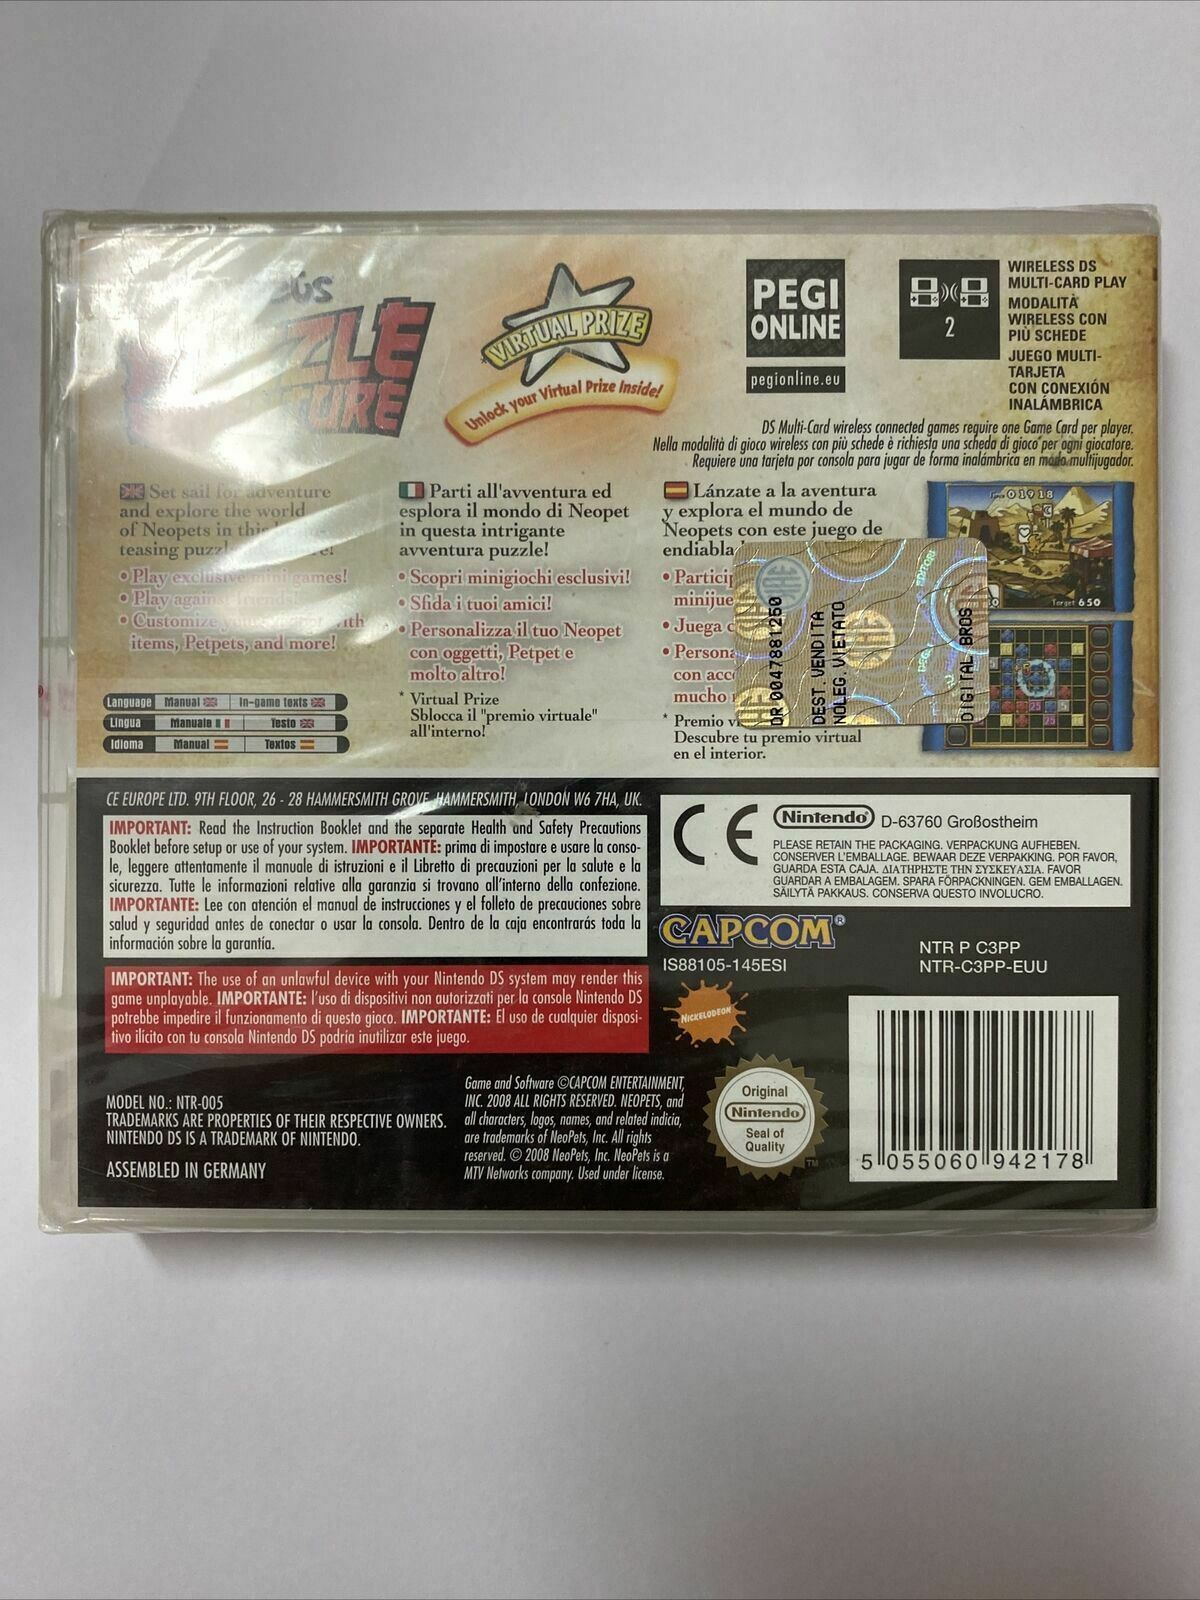 VIRTUAL PRIZE
Unlock your Virtual Prize Inside!
PEGI
ONLINE
pegionline.eu
2
WIRELESS DS
MULTI-CARD PLAY
MODALITÀ
WIRELESS CON
PIÙ SCHEDE
JUEGO MULTI-
TARJETA
CON CONEXIÓN
INALÁMBRICA
DS Multi-Card wireless connected games require one Game Card per player.
Nella modalità di gioco wireless con più schede è richiesta una scheda di gioco per ogni giocatore.
Requiere una tarjeta por consola para jugar de forma inalámbrica en modo multijugador.
Set sail for adventure
and explore the world
of Neopets in this
teasing
• Play exclusive mini games!
• Play against friends!
• Customize with
items, Petpets, and more!
Parti all'avventura ed
esplora il mondo di Neopet
in questa intrigante
avventura puzzle!
• Scopri minigiochi esclusivi!
• Sfida i tuoi amici!
• Personalizza il tuo Neopet
con oggetti, Petpet e
molto altro!
* Virtual Prize
Sblocca il "premio virtuale"
all'interno!
Lánzate a la aventura
y explora el mundo de
Neopets con este juego de
• Juega
con
mucho
* Premio
Descubre tu premio virtual
en el interior.
01918
Target 650
DR 0047881250
DEST.VENDITA
NOLEG.VIETATO
DIGITAL BROS
Language Manual In-game texts
Lingua Manuale Testo
Idioma Manual Textos
CE EUROPE LTD. 9TH FLOOR, 26 - 28 HAMMERSMITH GROVE, HAMMERSMITH, LONDON W6 7HA, UK.
IMPORTANT: Read the Instruction Booklet and the separate Health and Safety Precautions
Booklet before setup or use of your system. IMPORTANTE: prima di impostare e usare la conso-
le, leggere attentamente il manuale di istruzioni e il Libretto di precauzioni per la salute e la
sicurezza. Tutte le informazioni relative alla garanzia si trovano all'interno della confezione.
IMPORTANTE: Lee con atención el manual de instrucciones y el folleto de precauciones sobre
salud y seguridad antes de conectar o usar la consola. Dentro de la caja encontrarás toda la
información sobre la garantía.
IMPORTANT: The use of an unlawful device with your Nintendo DS system may render this
game unplayable. IMPORTANTE: l'uso di dispositivi non autorizzati per la console Nintendo DS
potrebbe impedire il funzionamento di questo gioco. IMPORTANTE: El uso de cualquier disposi-
tivo ilícito con tu consola Nintendo DS podría inutilizar este juego.
MODEL NO.: NTR-005
TRADEMARKS ARE PROPERTIES OF THEIR RESPECTIVE OWNERS.
NINTENDO DS IS A TRADEMARK OF NINTENDO.
ASSEMBLED IN GERMANY
Game and Software ©CAPCOM ENTERTAINMENT,
INC. 2008 ALL RIGHTS RESERVED. NEOPETS, and
all characters, logos, names, and related indicia,
are trademarks of NeoPets, Inc. All rights
reserved. © 2008 NeoPets, Inc. NeoPets is a
MTV Networks company. Used under license.
CE
Nintendo D-63760 Großostheim
PLEASE RETAIN THE PACKAGING. VERPACKUNG AUFHEBEN.
CONSERVER L'EMBALLAGE. BEWAAR DEZE VERPAKKING. POR FAVOR,
GUARDA ESTA CAJA. ΔΙΑΤΗΡΗΣΤΕ ΤΗΝ ΣΥΣΚΕΥΑΣΙΑ. FAVOR
GUARDAR A EMBALAGEM. SPARA FÖRPACKNINGEN. GEM EMBALLAGEN.
SÄILYTÄ PAKKAUS. CONSERVA QUESTO INVOLUCRO.
CAPCOM®
IS88105-145ESI
NTR P C3PP
NTR-C3PP-EUU
NICKELODEON
Original
Nintendo
Seal of
Quality
TM
5 055060 942178